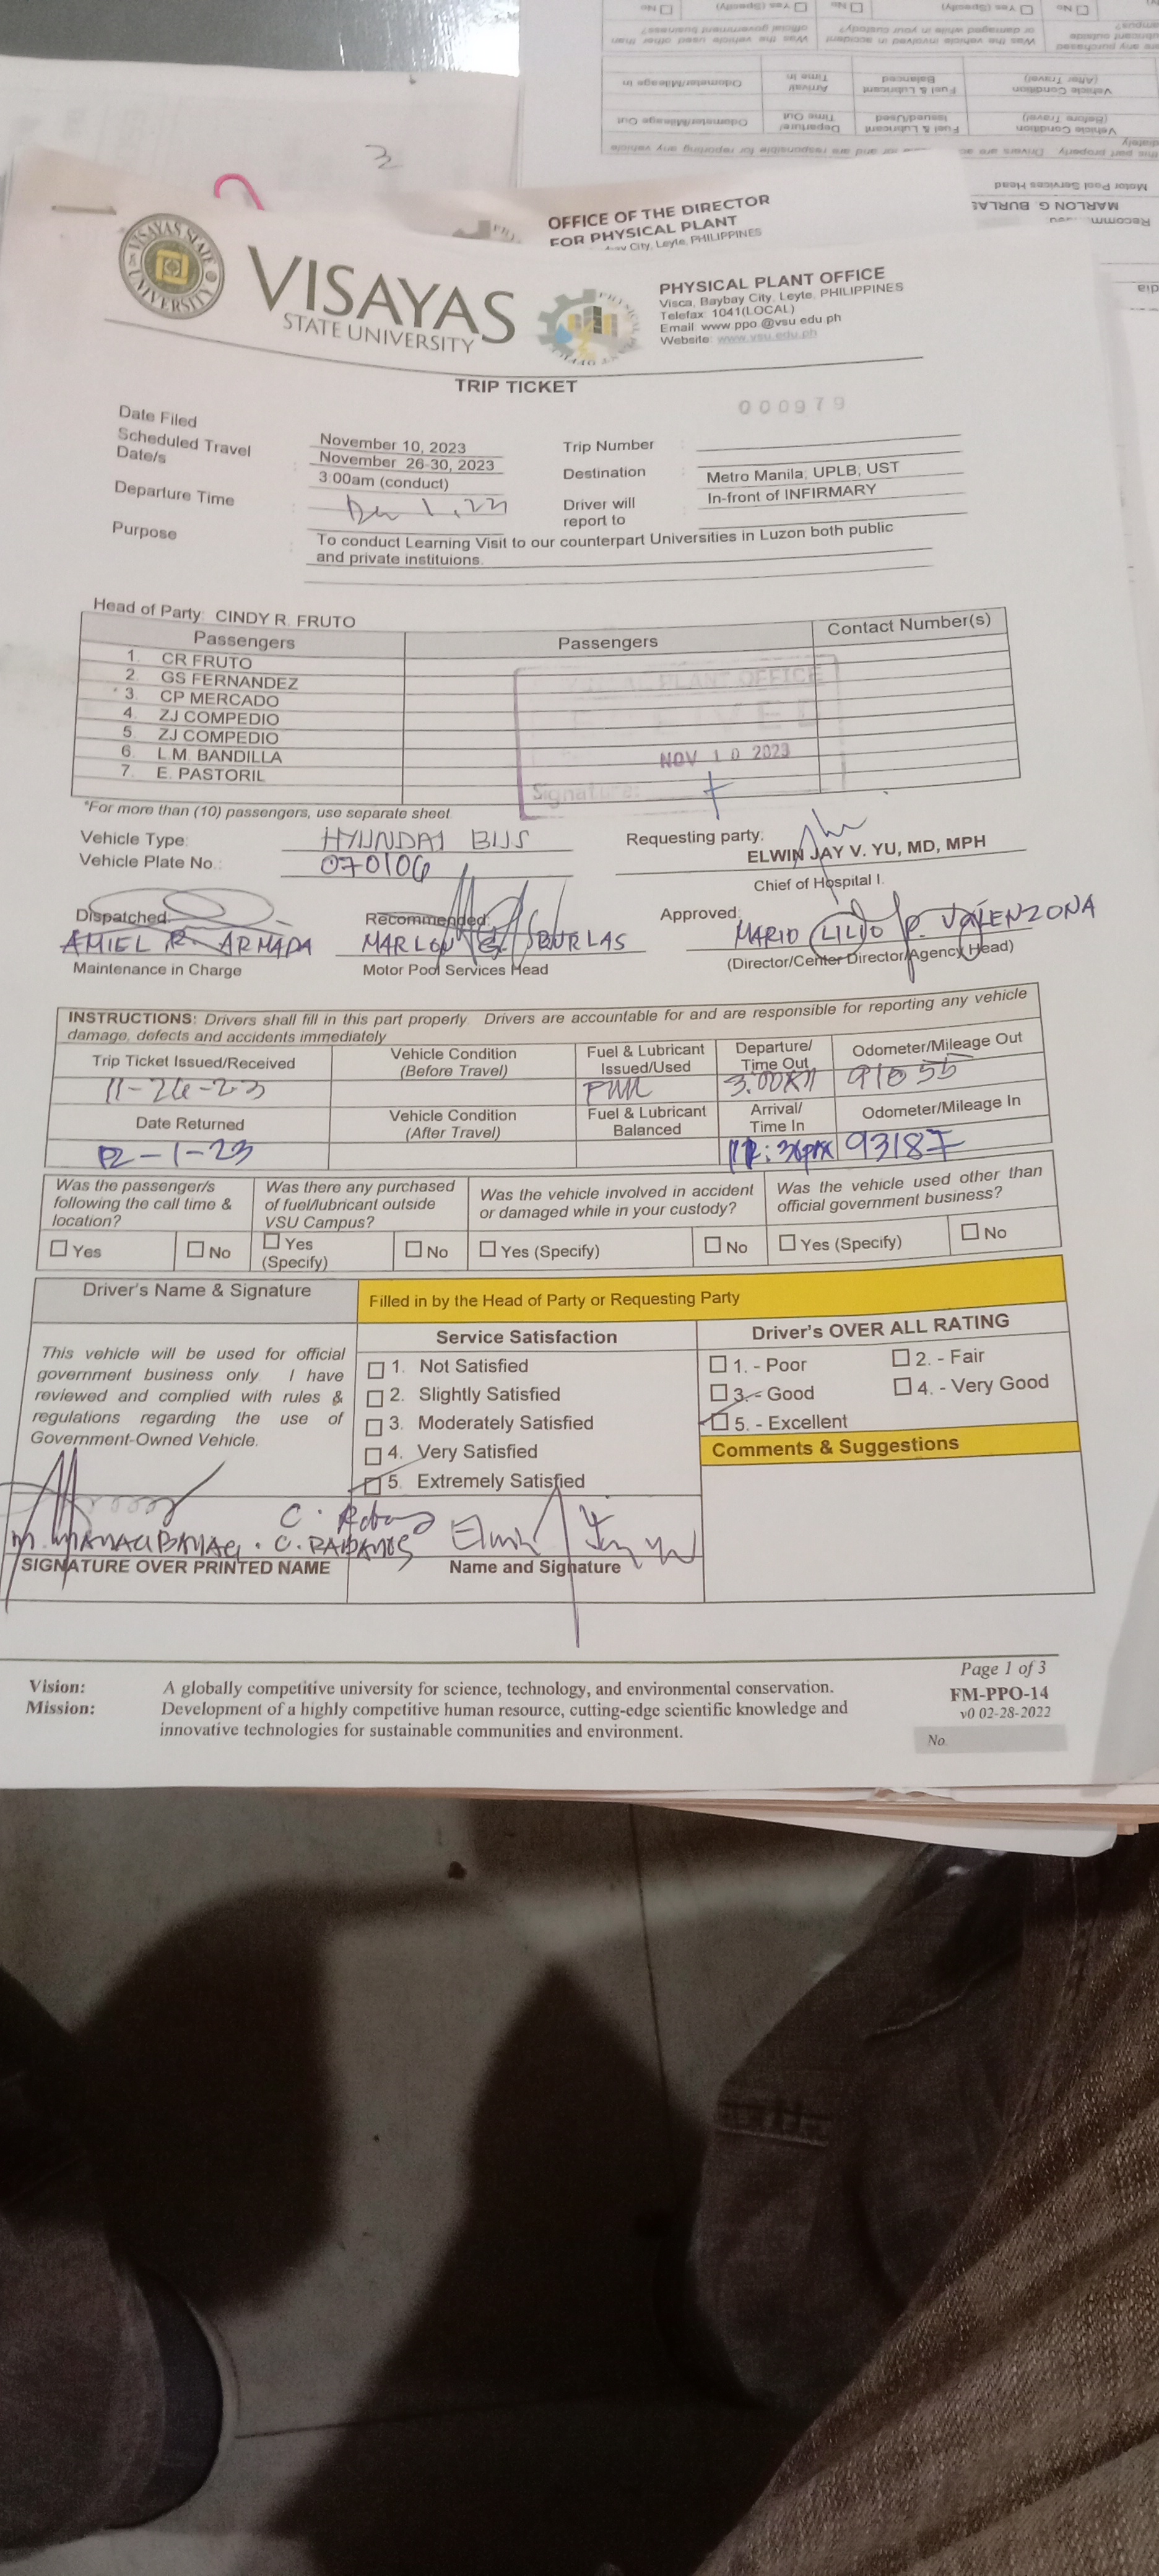 3
OFFICE OF THE DIRECTOR
FOR PHYSICAL PLANT
City, Leyte, PHILIPPINES
VISAYAS STATE UNIVERSITY
VISAYAS
STATE UNIVERSITY
PHYSICAL PLANT OFFICE
Visca, Baybay City, Leyte, PHILIPPINES
Telefax: 1041(LOCAL)
Email: www.ppo @vsu.edu.ph
Website: www.vsu.edu.ph
TRIP TICKET
000979
Date Filed November 10, 2023 Trip Number
Scheduled Travel Date/s : November 26-30, 2023 Destination : Metro Manila, UPLB, UST
Departure Time : 3:00am (conduct) Driver will report to : In-front of INFIRMARY
Dec 1, 23
Purpose : To conduct Learning Visit to our counterpart Universities in Luzon both public
and private instituions.
Head of Party: CINDY R. FRUTO
Passengers Passengers Contact Number(s)
1. CR FRUTO
2. GS FERNANDEZ
3. CP MERCADO
4. ZJ COMPEDIO
5. ZJ COMPEDIO
6. L.M. BANDILLA
7. E. PASTORIL
PLANT OFFICE
NOV 10 2023
Signature:
*For more than (10) passengers, use separate sheet.
Vehicle Type: HYUNDAI BUS Requesting party:
Vehicle Plate No.: 070106 ELWIN JAY V. YU, MD, MPH
Chief of Hospital I.
Dispatched: Recommended: Approved:
AMIEL R. ARMADA MARLON G. BURLAS MARIO LILIO P. VALENZONA
Maintenance in Charge Motor Pool Services Head (Director/Center Director/Agency Head)
INSTRUCTIONS: Drivers shall fill in this part properly. Drivers are accountable for and are responsible for reporting any vehicle
damage, defects and accidents immediately
Trip Ticket Issued/Received Vehicle Condition (Before Travel) Fuel & Lubricant Issued/Used Departure/ Time Out Odometer/Mileage Out
11-26-23 Full 3:00 91655
Date Returned Vehicle Condition (After Travel) Fuel & Lubricant Balanced Arrival/ Time In Odometer/Mileage In
12-1-23 93187
Was the passenger/s following the call time & location? Was there any purchased of fuel/lubricant outside VSU Campus? Was the vehicle involved in accident or damaged while in your custody? Was the vehicle used other than official government business?
Yes No Yes (Specify) No Yes (Specify) No Yes (Specify) No
Driver's Name & Signature Filled in by the Head of Party or Requesting Party
Service Satisfaction Driver's OVER ALL RATING
This vehicle will be used for official
government business only. I have
reviewed and complied with rules &
regulations regarding the use of
Government-Owned Vehicle.
1. Not Satisfied
2. Slightly Satisfied
3. Moderately Satisfied
4. Very Satisfied
5. Extremely Satisfied
1. - Poor 2. - Fair
3. - Good 4. - Very Good
5. - Excellent
Comments & Suggestions
SIGNATURE OVER PRINTED NAME Name and Signature
Page 1 of 3
Vision: A globally competitive university for science, technology, and environmental conservation.
Mission: Development of a highly competitive human resource, cutting-edge scientific knowledge and
innovative technologies for sustainable communities and environment.
FM-PPO-14
v0 02-28-2022
No.